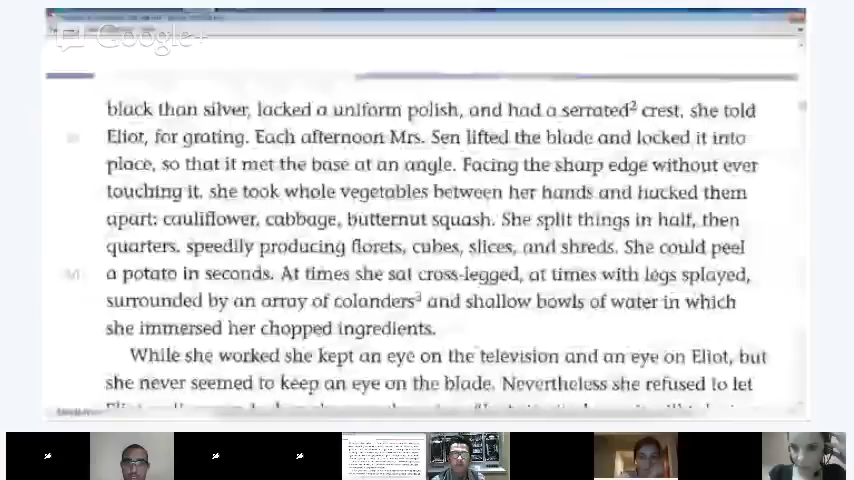 Google+
black than silver, lacked a uniform polish, and had a serrated² crest, she told
Eliot, for grating. Each afternoon Mrs. Sen lifted the blade and locked it into
place, so that it met the base at an angle. Facing the sharp edge without ever
touching it, she took whole vegetables between her hands and hacked them
apart: cauliflower, cabbage, butternut squash. She split things in half, then
quarters, speedily producing florets, cubes, slices, and shreds. She could peel
a potato in seconds. At times she sat cross-legged, at times with legs splayed,
surrounded by an array of colanders³ and shallow bowls of water in which
she immersed her chopped ingredients.
While she worked she kept an eye on the television and an eye on Eliot, but
she never seemed to keep an eye on the blade. Nevertheless she refused to let